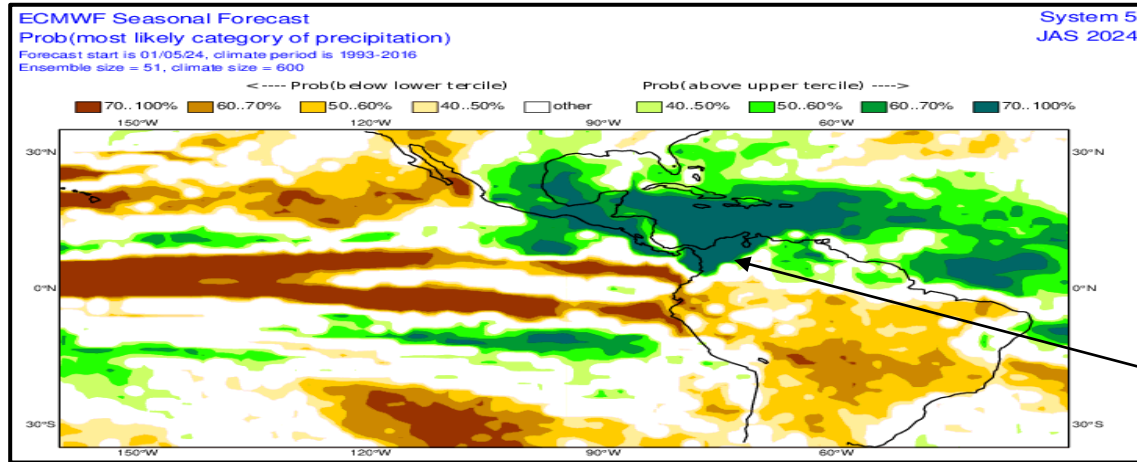 ECMWF Seasonal Forecast System 5
Prob(most likely category of precipitation) JAS 2024
Forecast start is 01/05/24, climate period is 1993-2016
Ensemble size = 51, climate size = 600
<---- Prob(below lower tercile) Prob(above upper tercile) ---->
70..100% 60..70% 50..60% 40..50% other 40..50% 50..60% 60..70% 70..100%
150°W 120°W 90°W 60°W
30°N 30°N
0°N 0°N
30°S 30°S
150°W 120°W 90°W 60°W